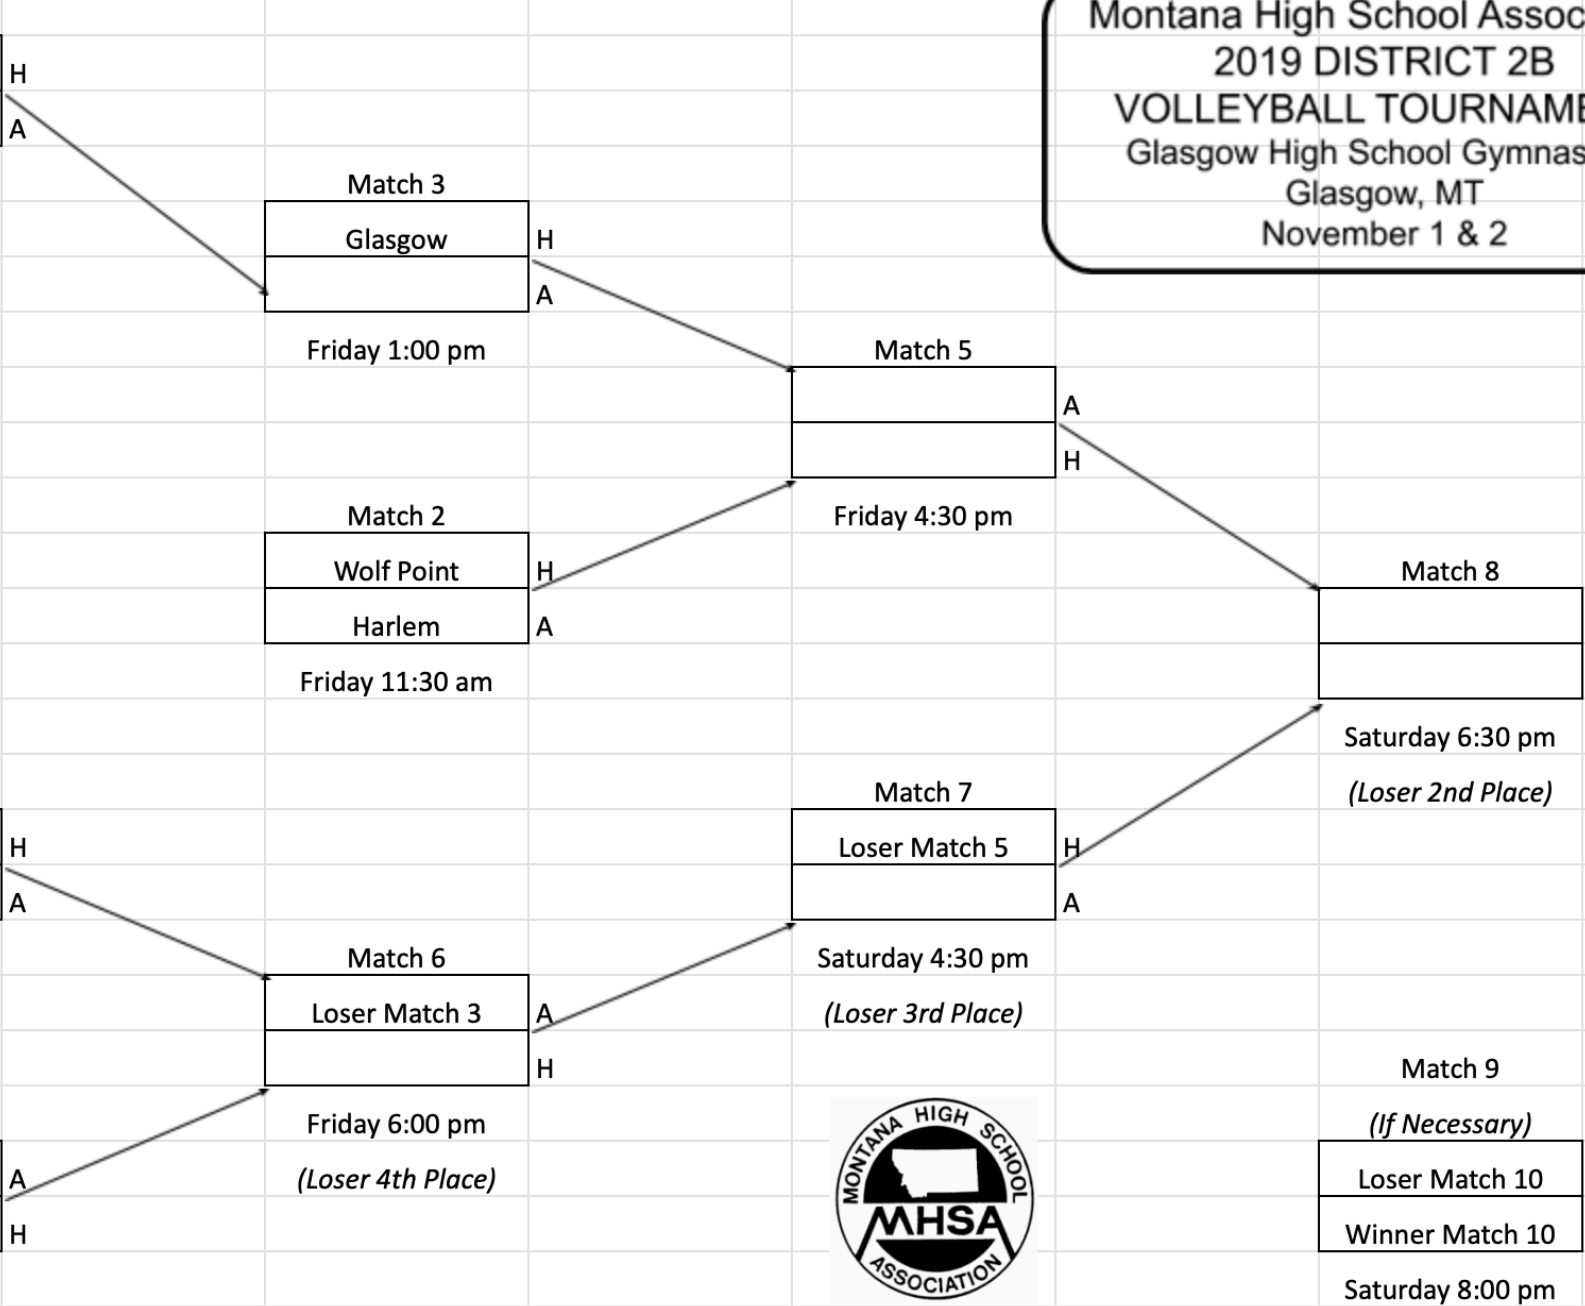 Montana High School Assoc
2019 DISTRICT 2B
VOLLEYBALL TOURNAME
Glasgow High School Gymnas
Glasgow, MT
November 1 & 2
H
A
Match 3
Glasgow
H
A
Friday 1:00 pm
Match 5
A
H
Friday 4:30 pm
Match 2
Wolf Point
H
Harlem
A
Friday 11:30 am
Match 8
Saturday 6:30 pm
(Loser 2nd Place)
Match 7
Loser Match 5
H
A
Saturday 4:30 pm
(Loser 3rd Place)
H
A
Match 6
Loser Match 3
A
H
Friday 6:00 pm
(Loser 4th Place)
A
H
MONTANA HIGH SCHOOL
MHSA
ASSOCIATION
Match 9
(If Necessary)
Loser Match 10
Winner Match 10
Saturday 8:00 pm